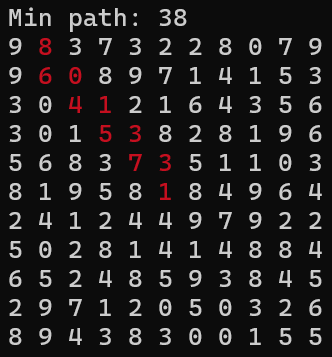 Min path: 38
9 8 3 7 3 2 2 8 0 7 9
9 6 0 8 9 7 1 4 1 5 3
3 0 4 1 2 1 6 4 3 5 6
3 0 1 5 3 8 2 8 1 9 6
5 6 8 3 7 3 5 1 1 0 3
8 1 9 5 8 1 8 4 9 6 4
2 4 1 2 4 4 9 7 9 2 2
5 0 2 8 1 4 1 4 8 8 4
6 5 2 4 8 5 9 3 8 4 5
2 9 7 1 2 0 5 0 3 2 6
8 9 4 3 8 3 0 0 1 5 5